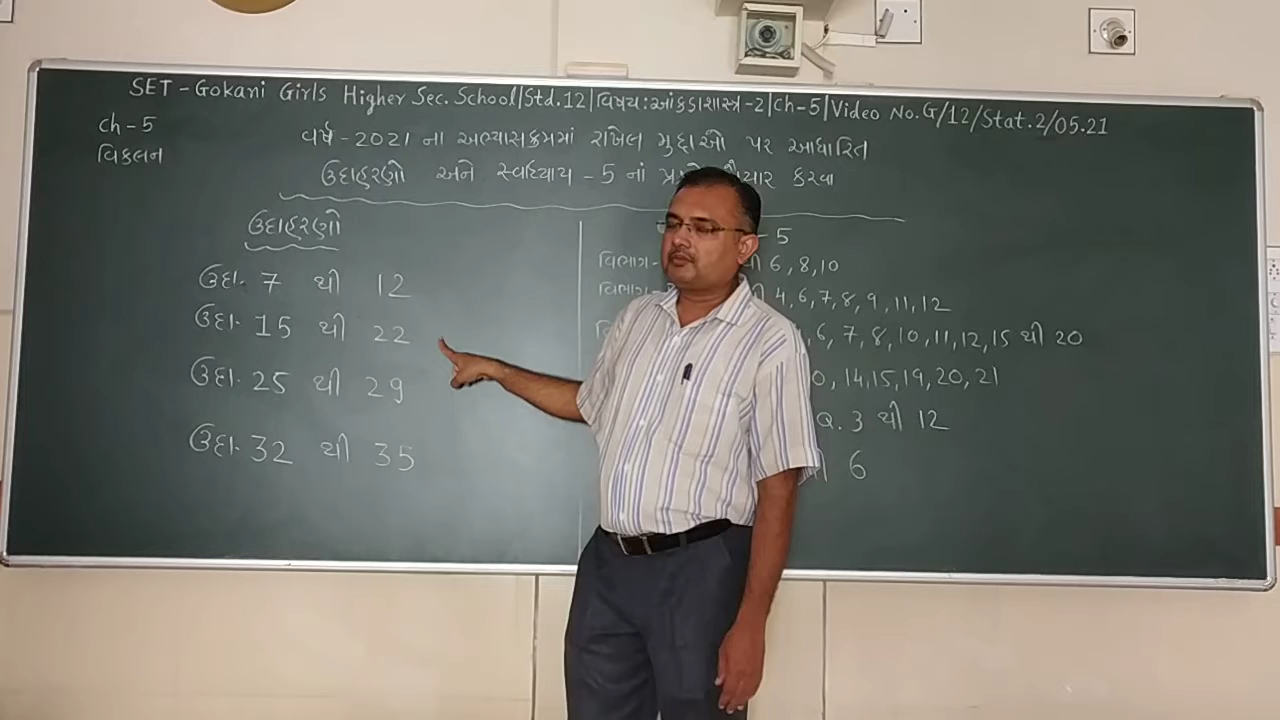 SET - Gokani Girls Higher Sec. School | Std. 12 | વિષય: આંકડાશાસ્ત્ર - 2 | Ch - 5 | Video No. G/12/Stat. 2/05.21
Ch - 5
વિકલન
વર્ષ - 2021 ના અભ્યાસક્રમમાં રાખેલ મુદ્દાઓ પર આધારિત
ઉદાહરણો અને સ્વાધ્યાય - 5 નાં તૈયાર કરવા
ઉદાહરણો
ઉદા. 7 થી 12
ઉદા. 15 થી 22
ઉદા. 25 થી 29
ઉદા. 32 થી 35
- 5
વિભાગ - થી 6, 8, 10
વિભાગ - થી 4, 6, 7, 8, 9, 11, 12
6, 7, 8, 10, 11, 12, 15 થી 20
14, 15, 19, 20, 21
Q. 3 થી 12
6